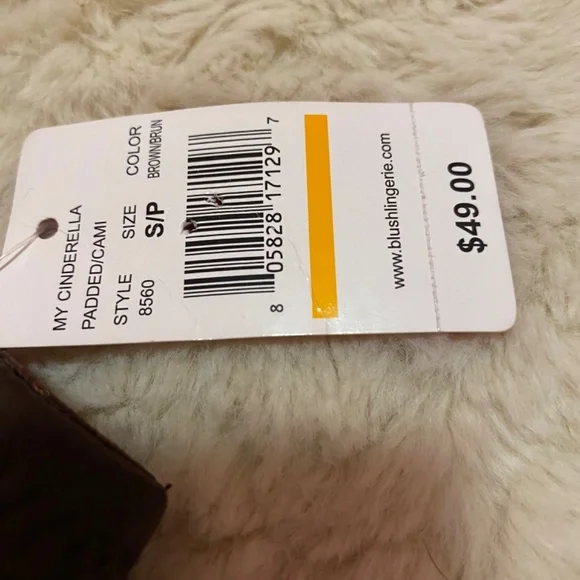 MY CINDERELLA
PADDED/CAMI
STYLE SIZE COLOR
8560 S/P BROWN/BRUN
8 05828 17129 7
www.blushlingerie.com
$49.00